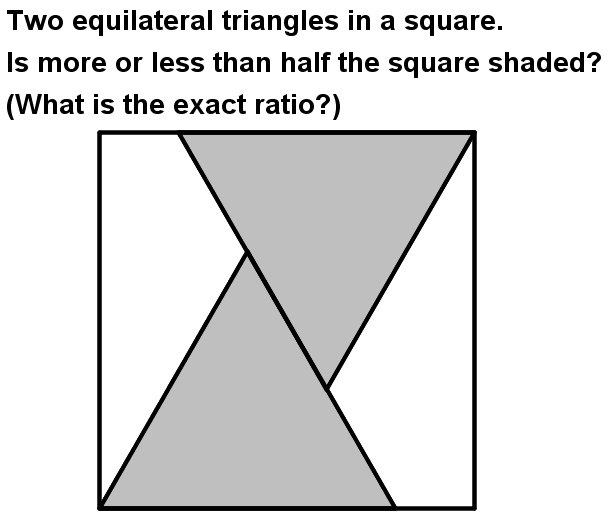 Two equilateral triangles in a square.
Is more or less than half the square shaded?
(What is the exact ratio?)